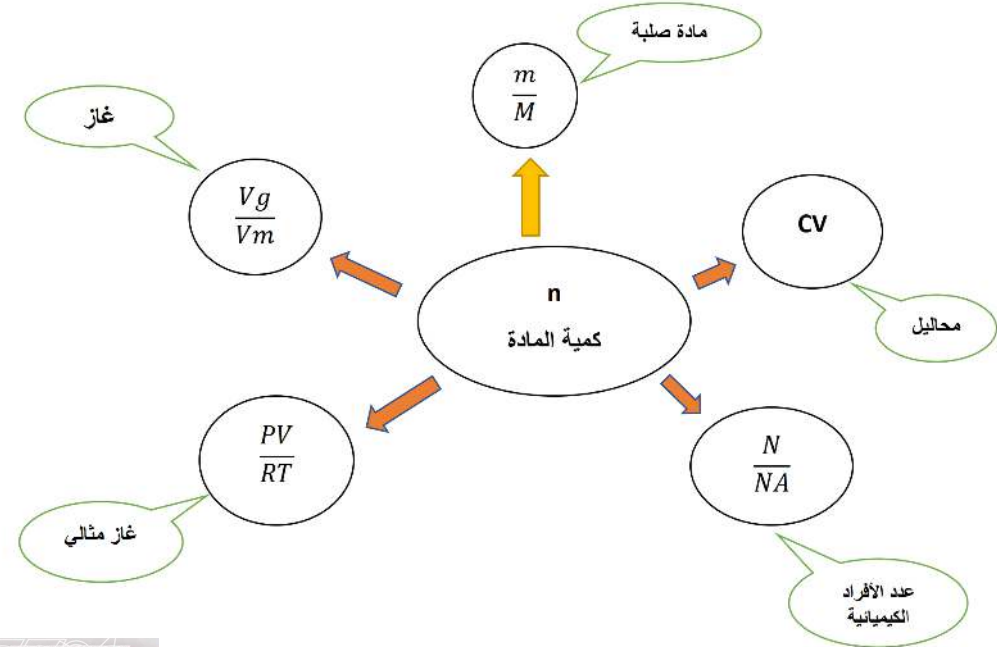 مادة صلبة
m
M
غاز
Vg
Vm
CV
n
كمية المادة
محاليل
PV
RT
N
NA
غاز مثالي
عدد الأفراد
الكيميائية